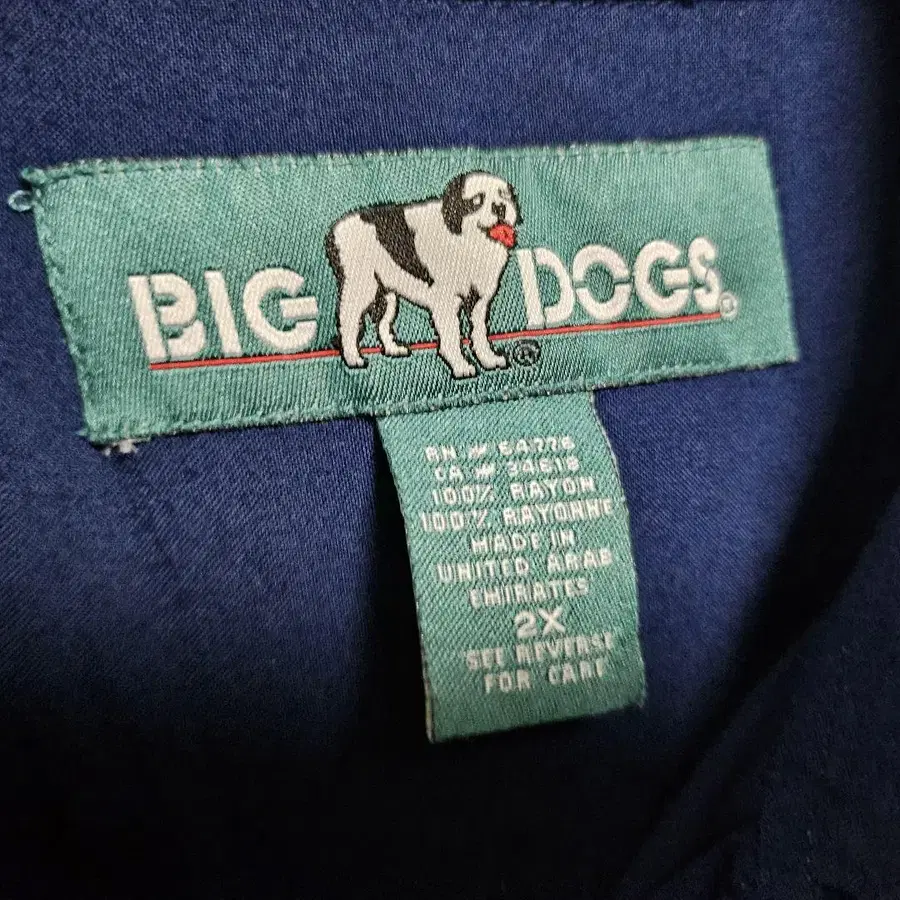 BIG DOGS®
®
RN 54776
CA 34618
100% RAYON
100% RAYONNE
MADE IN
UNITED ARAB
EMIRATES
2X
SEE REVERSE
FOR CARE